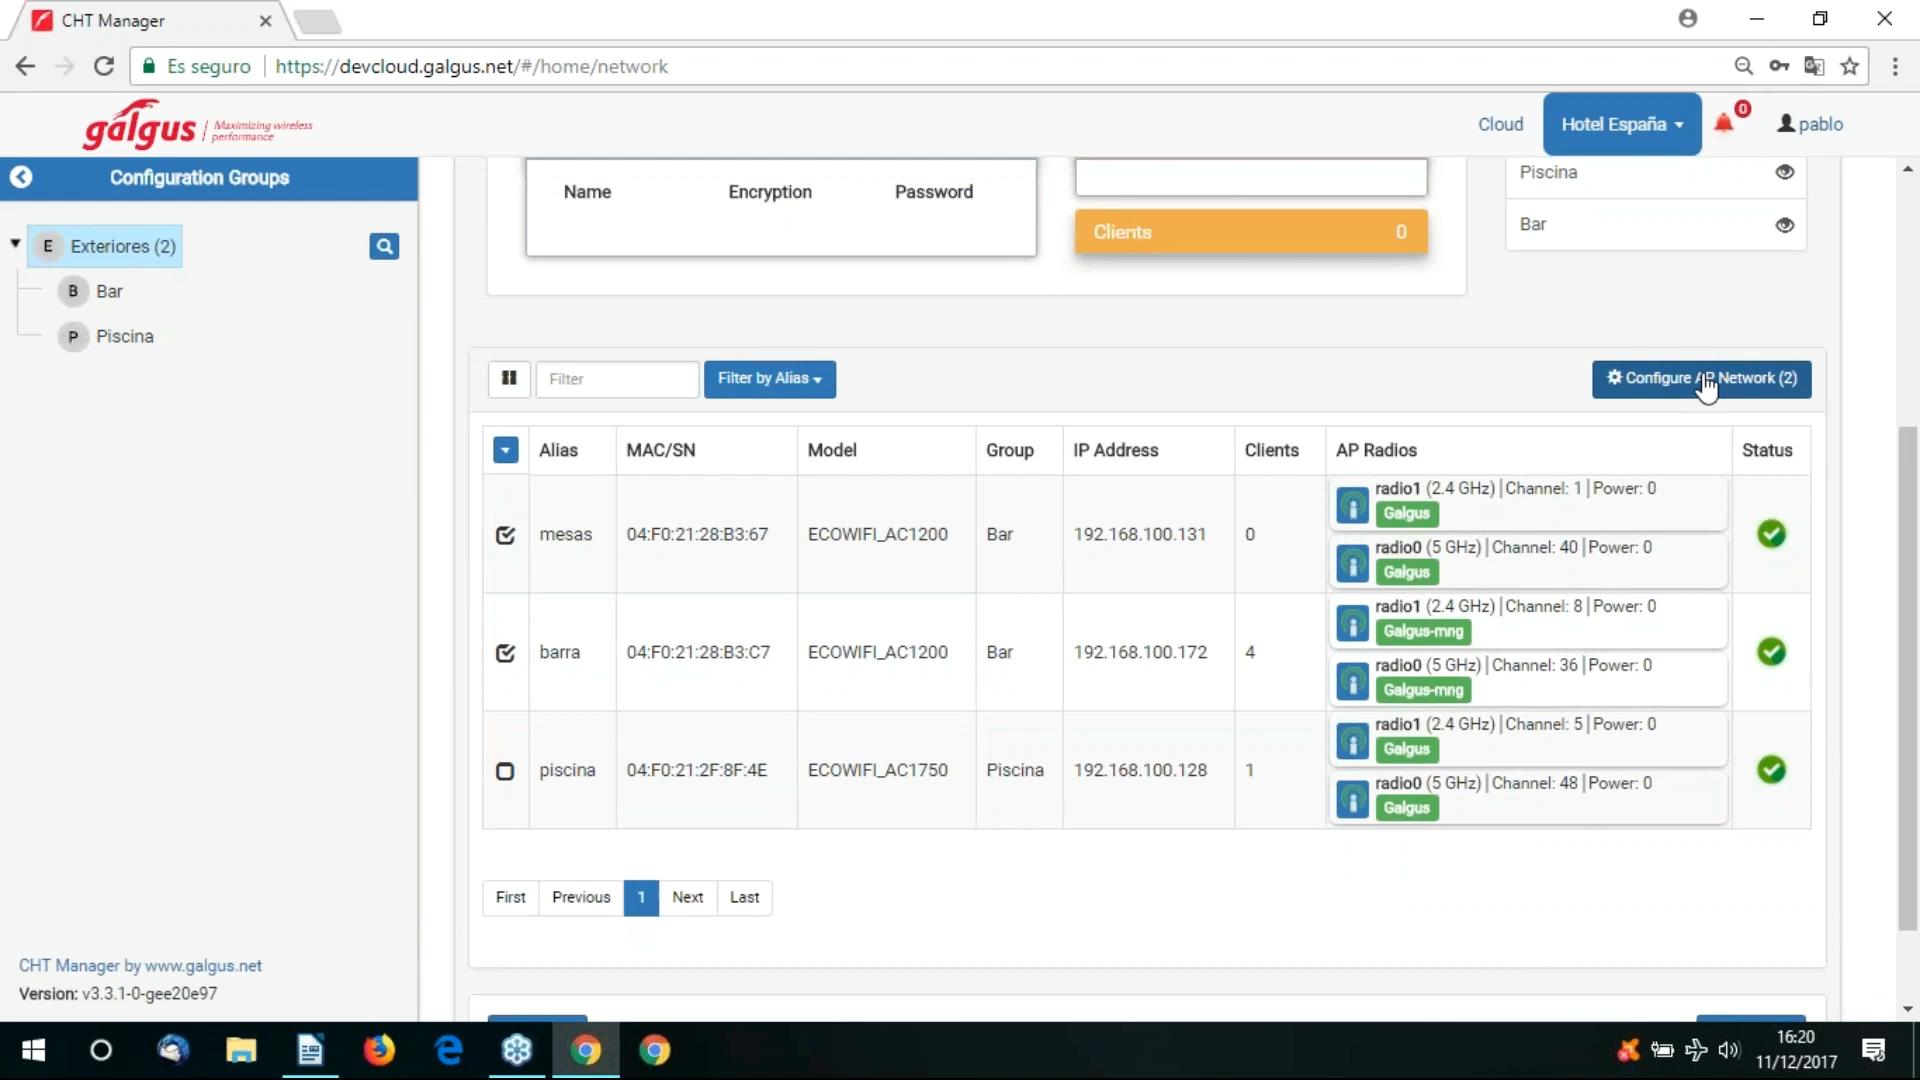 CHT Manager
Es seguro
https://devcloud.galgus.net/#/home/network
galgus
Maximizing wireless
performance
Cloud
Hotel España
0
pablo
Configuration Groups
E Exteriores (2)
B Bar
P Piscina
Name Encryption Password
Clients 0
Piscina
Bar
Filter
Filter by Alias
Configure AP Network (2)
Alias MAC/SN Model Group IP Address Clients AP Radios Status
mesas 04:F0:21:28:B3:67 ECOWIFI_AC1200 Bar 192.168.100.131 0
radio1 (2.4 GHz) | Channel: 1 | Power: 0
Galgus
radio0 (5 GHz) | Channel: 40 | Power: 0
Galgus
barra 04:F0:21:28:B3:C7 ECOWIFI_AC1200 Bar 192.168.100.172 4
radio1 (2.4 GHz) | Channel: 8 | Power: 0
Galgus-mng
radio0 (5 GHz) | Channel: 36 | Power: 0
Galgus-mng
piscina 04:F0:21:2F:8F:4E ECOWIFI_AC1750 Piscina 192.168.100.128 1
radio1 (2.4 GHz) | Channel: 5 | Power: 0
Galgus
radio0 (5 GHz) | Channel: 48 | Power: 0
Galgus
First Previous 1 Next Last
CHT Manager by www.galgus.net
Version: v3.3.1-0-gee20e97
16:20
11/12/2017